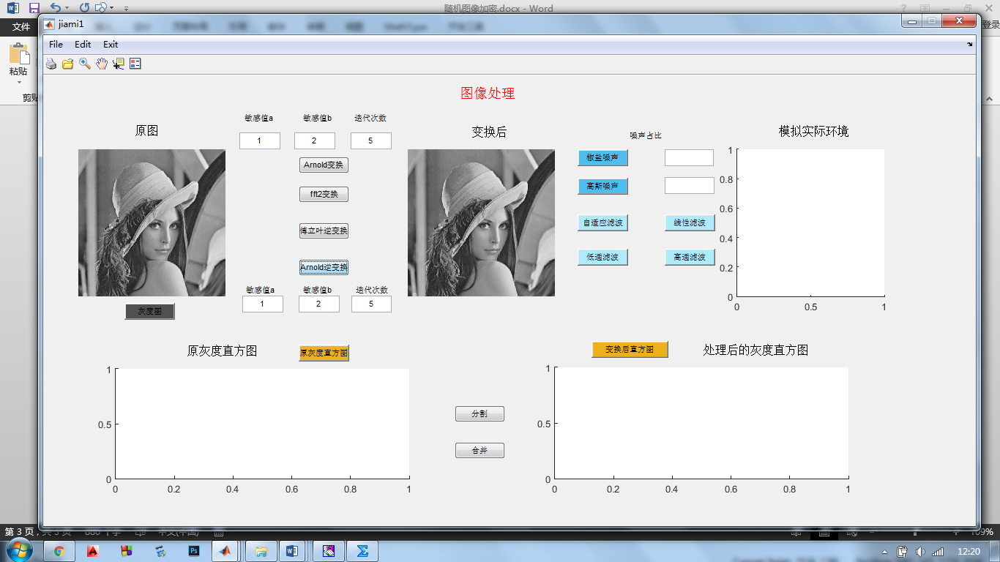 随机图像加密.docx - Word
文件
登录
jiami1
File Edit Exit
粘贴
剪贴
图像处理
敏感值a 敏感值b 迭代次数
原图
1 2 5
Arnold变换
fft2变换
傅立叶逆变换
Arnold逆变换
敏感值a 敏感值b 迭代次数
1 2 5
灰度图
变换后
噪声占比
椒盐噪声
高斯噪声
自适应滤波 线性滤波
低通滤波 高通滤波
模拟实际环境
1
0.8
0.6
0.4
0.2
0
0 0.5 1
原灰度直方图 原灰度直方图
1
0.5
0
0 0.2 0.4 0.6 0.8 1
分割
合并
变换后直方图 处理后的灰度直方图
1
0.5
0
0 0.2 0.4 0.6 0.8 1
第 3 页
109%
Ps
12:20